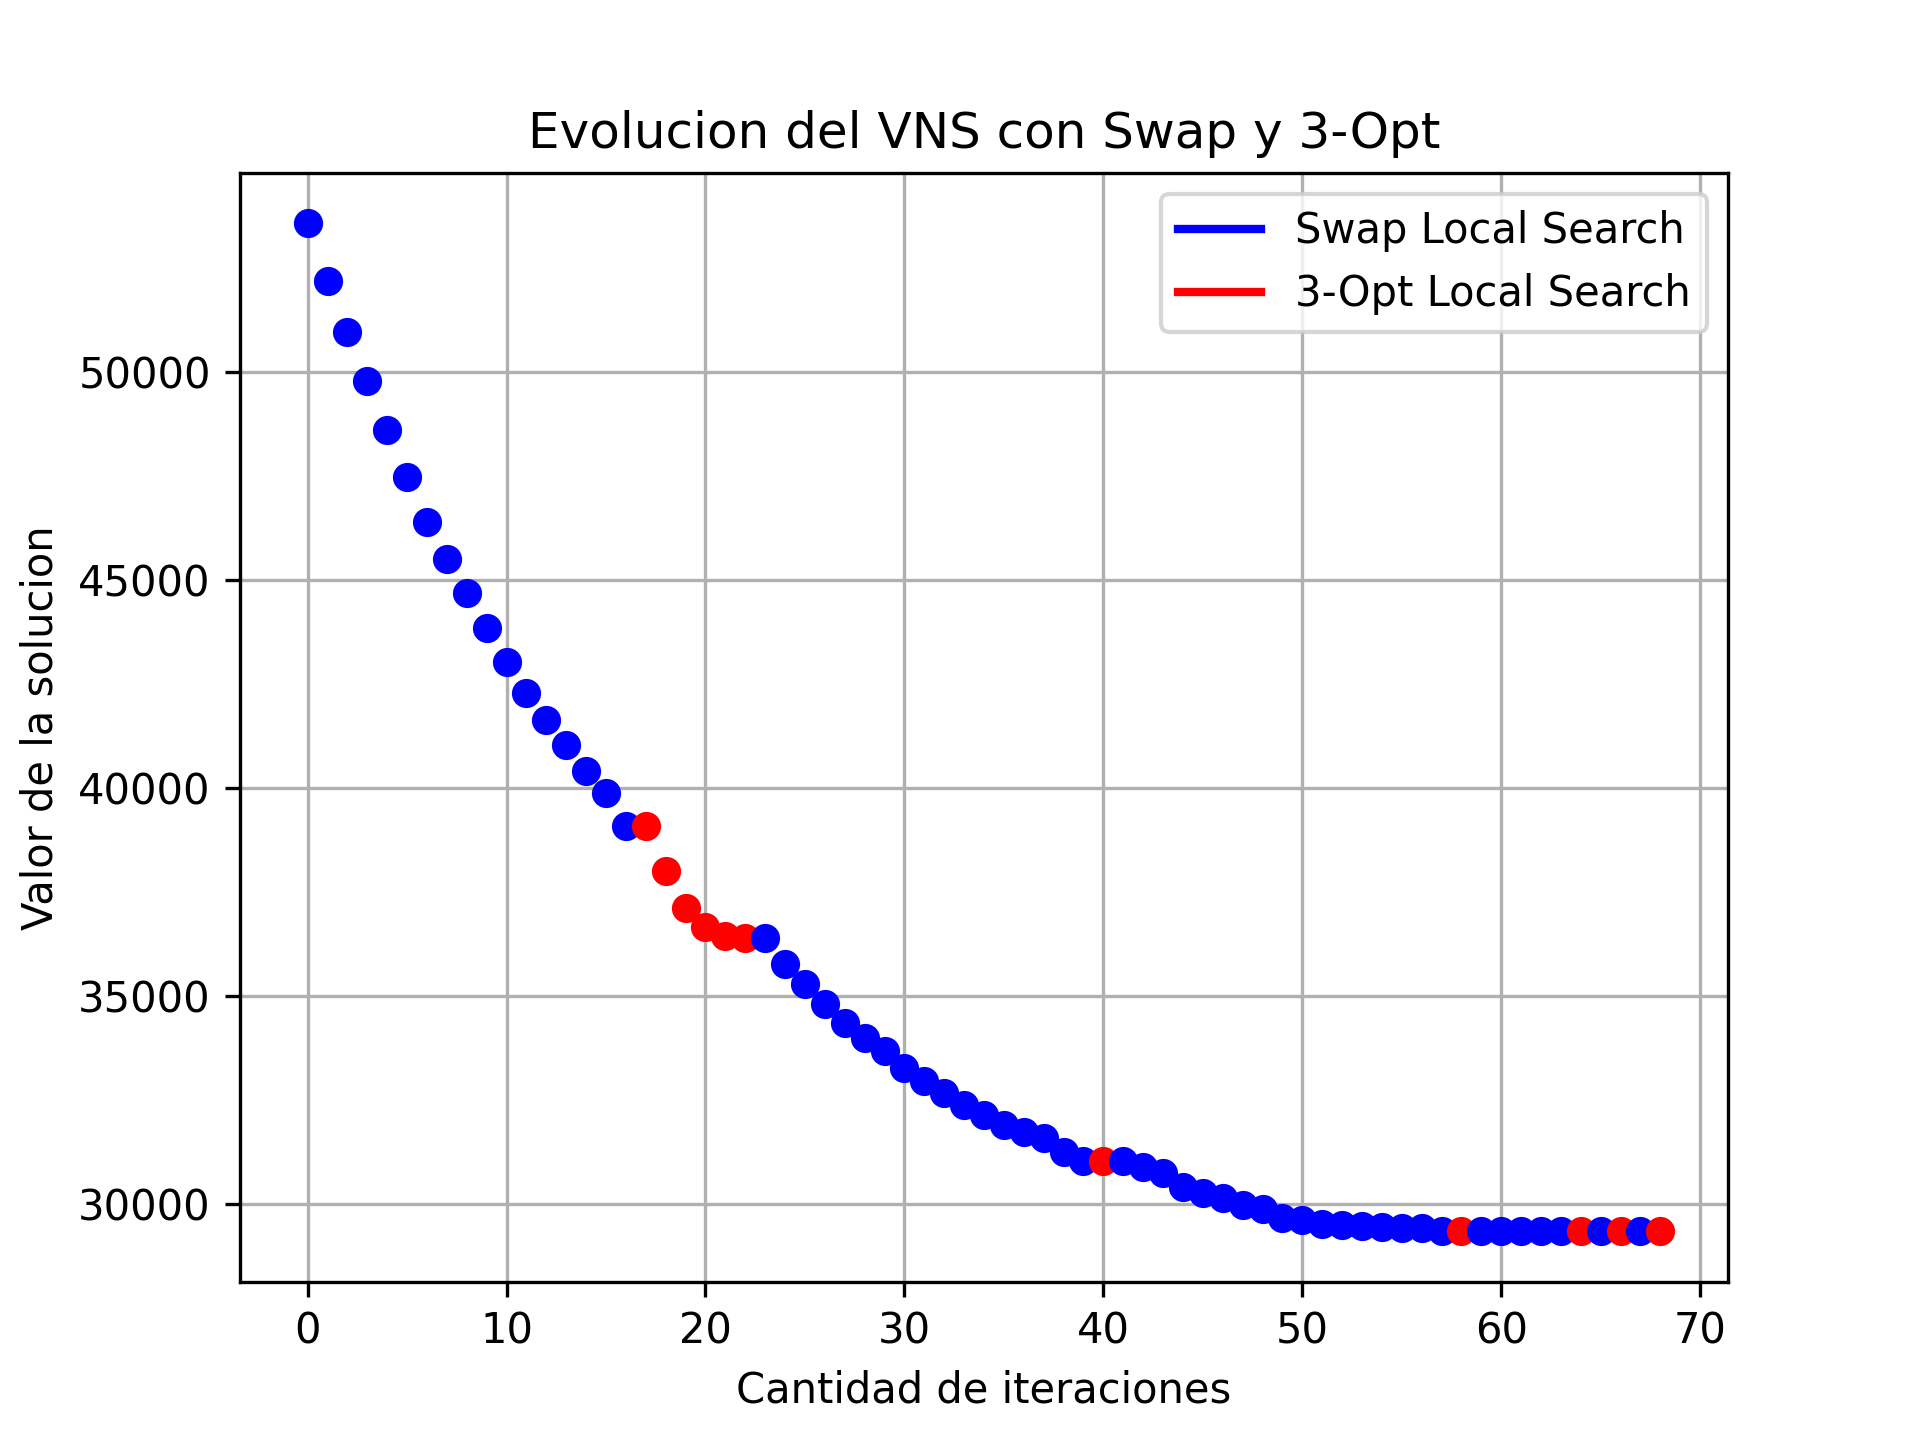 Evolucion del VNS con Swap y 3-Opt
Swap Local Search
3-Opt Local Search
Valor de la solucion
50000
45000
40000
35000
30000
0 10 20 30 40 50 60 70
Cantidad de iteraciones